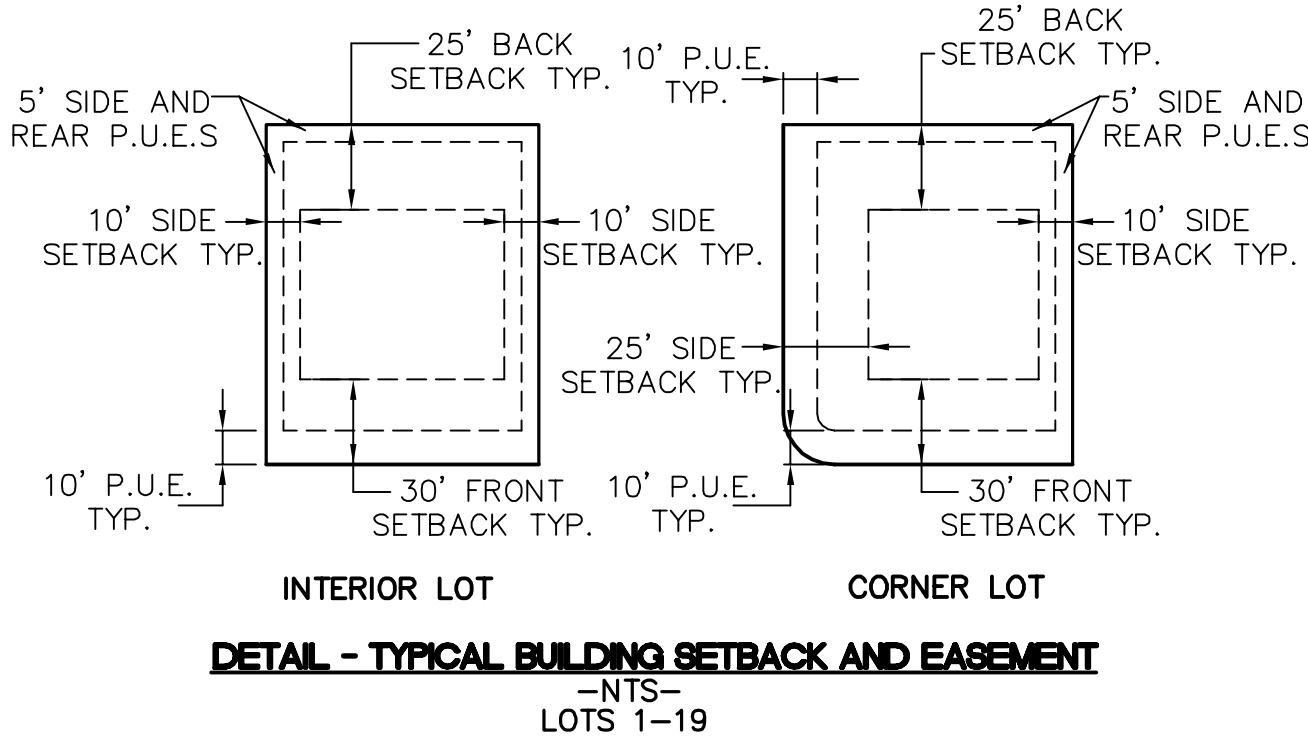 25' BACK
SETBACK TYP.
5' SIDE AND
REAR P.U.E.S
10' SIDE
SETBACK TYP.
10' SIDE
SETBACK TYP.
10' P.U.E.
TYP.
30' FRONT
SETBACK TYP.
INTERIOR LOT
25' BACK
SETBACK TYP.
10' P.U.E.
TYP.
5' SIDE AND
REAR P.U.E.S
10' SIDE
SETBACK TYP.
25' SIDE
SETBACK TYP.
10' P.U.E.
TYP.
30' FRONT
SETBACK TYP.
CORNER LOT
DETAIL - TYPICAL BUILDING SETBACK AND EASEMENT
-NTS-
LOTS 1-19